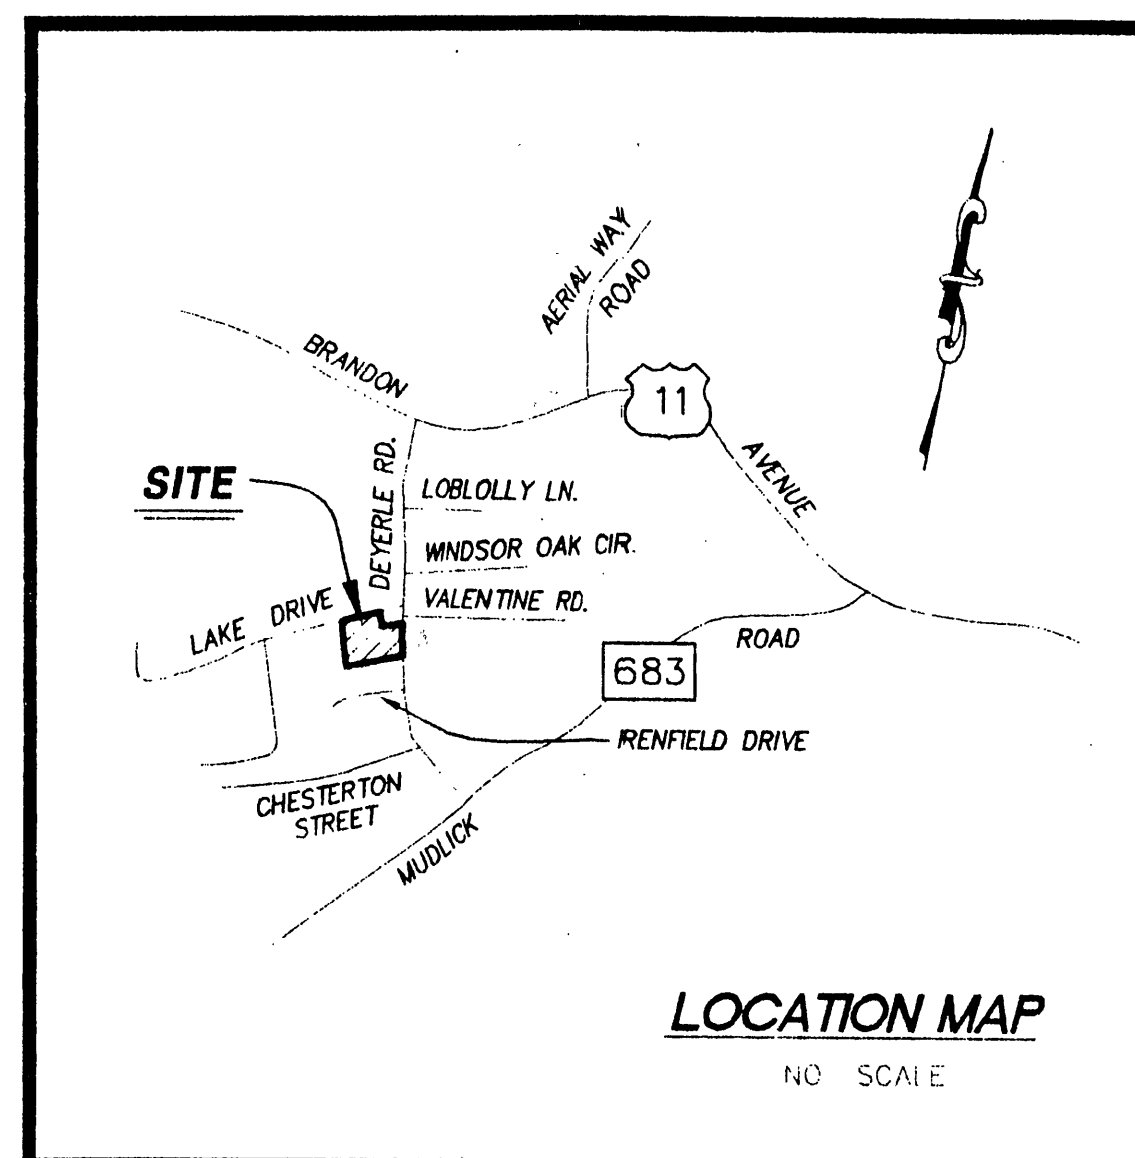 AERIAL WAY
ROAD
BRANDON
11
AVENUE
SITE
DEYERLE RD.
LOBLOLLY LN.
WINDSOR OAK CIR.
VALENTINE RD.
LAKE DRIVE
ROAD
683
RENFIELD DRIVE
CHESTERTON
STREET
MUDLICK
LOCATION MAP
NO SCALE